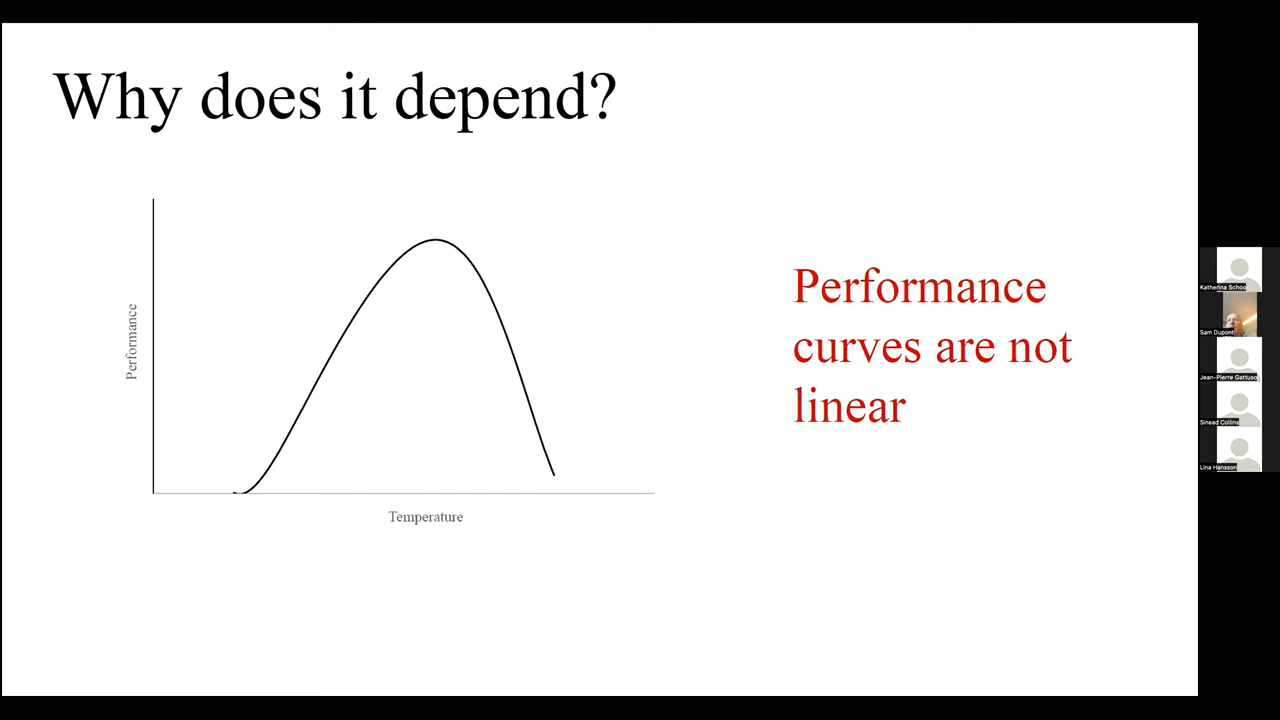 Why does it depend?
Performance
Temperature
Performance
curves are not
linear
Katherina Schoo
Sam Dupont
Jean-Pierre Gattuso
Sinead Collins
Lina Hansson